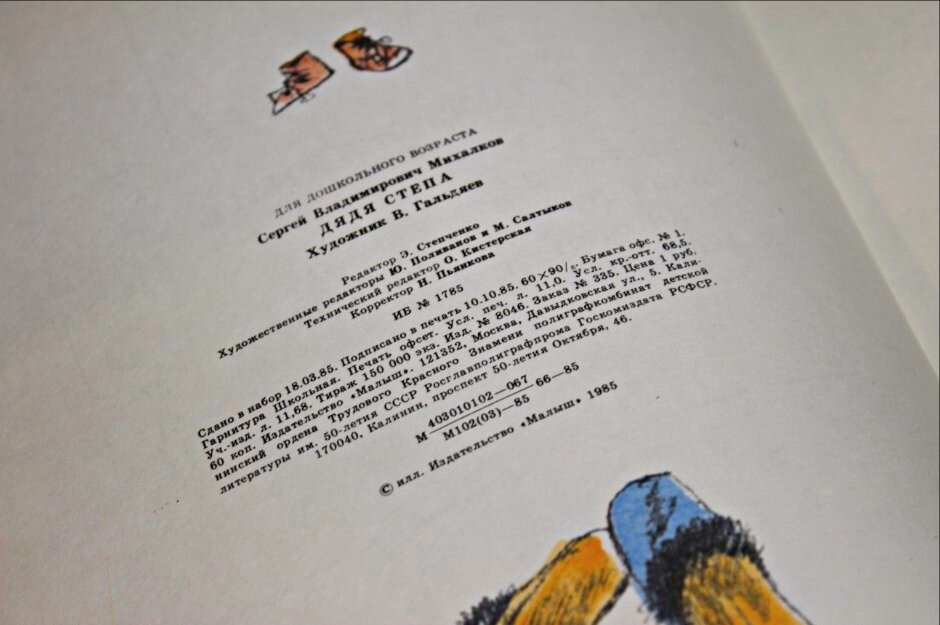 ДЛЯ ДОШКОЛЬНОГО ВОЗРАСТА
Сергей Владимирович Михалков
ДЯДЯ СТЕПА
Художник В. Гальдяев
Редактор Э. Степченко
Художественные редакторы Ю. Поливанов и М. Салтыков
Технический редактор О. Кистерская
Корректор Н. Пьянкова
ИБ № 1785
Сдано в набор 18.03.85. Подписано в печать 10.10.85. 60×90/₈. Бумага офс. № 1.
Гарнитура Школьная. Печать офсет. Усл. печ. л. 11,0. Усл. кр.-отт. 68,5.
Уч.-изд. л. 11,68. Тираж 150 000 экз. Изд. № 8046. Заказ № 335. Цена 1 руб.
60 коп. Издательство «Малыш». 121352, Москва, Давыдковская ул., 5. Кали-
нинский ордена Трудового Красного Знамени полиграфкомбинат детской
литературы им. 50-летия СССР Росглавполиграфпрома Госкомиздата РСФСР.
170040, Калинин, проспект 50-летия Октября, 46.
М 403010102—067
М102(03)—85 66—85
© илл. Издательство «Малыш» 1985